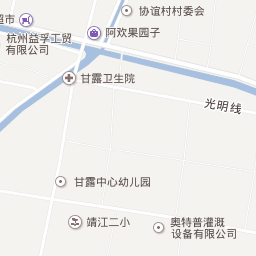 协谊村村委会
超市
阿欢果园子
杭州益孚工贸
有限公司
甘露卫生院
光明线
甘露中心幼儿园
靖江二小
奥特普灌溉
设备有限公司